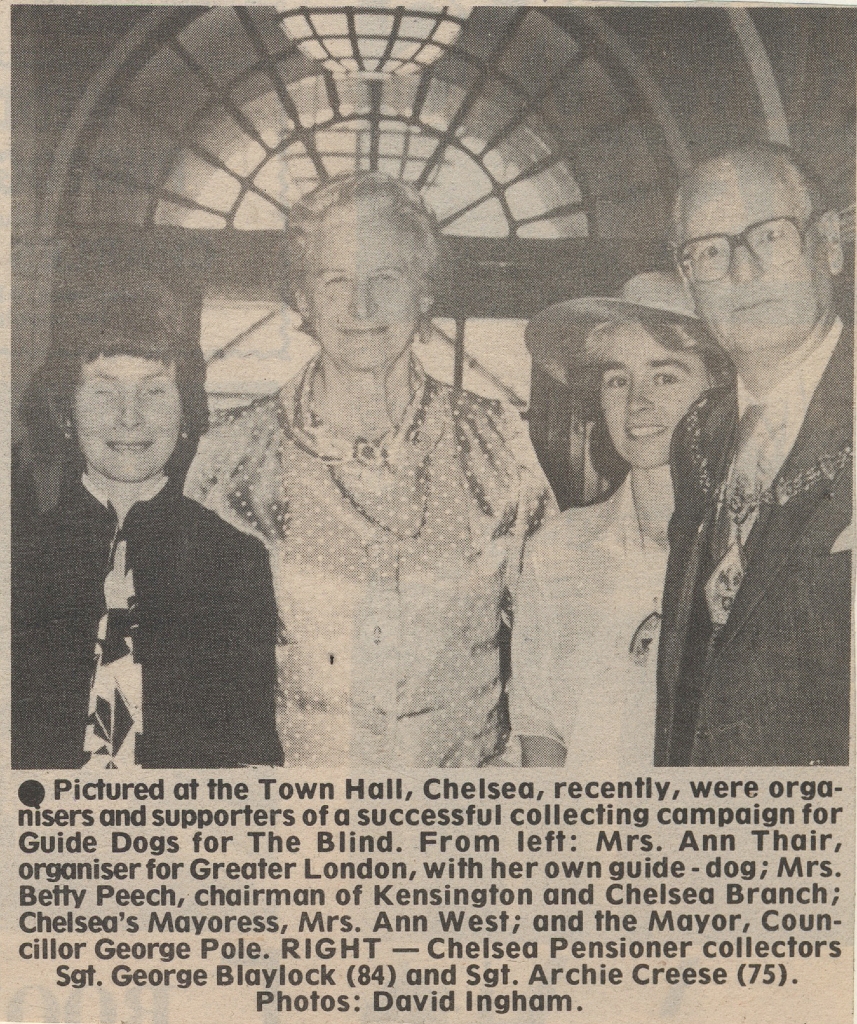 ● Pictured at the Town Hall, Chelsea, recently, were orga-
nisers and supporters of a successful collecting campaign for
Guide Dogs for The Blind. From left: Mrs. Ann Thair,
organiser for Greater London, with her own guide-dog; Mrs.
Betty Peech, chairman of Kensington and Chelsea Branch;
Chelsea's Mayoress, Mrs. Ann West; and the Mayor, Coun-
cillor George Pole. RIGHT — Chelsea Pensioner collectors
Sgt. George Blaylock (84) and Sgt. Archie Creese (75).
Photos: David Ingham.